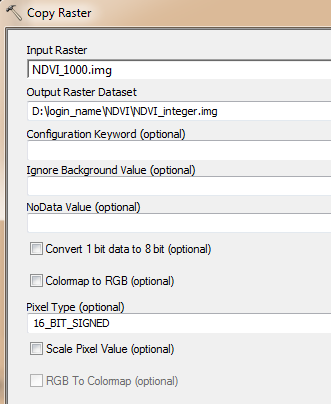 Copy Raster
Input Raster
NDVI_1000.img
Output Raster Dataset
D:\login_name\NDVI\NDVI_integer.img
Configuration Keyword (optional)
Ignore Background Value (optional)
NoData Value (optional)
Convert 1 bit data to 8 bit (optional)
Colormap to RGB (optional)
Pixel Type (optional)
16_BIT_SIGNED
Scale Pixel Value (optional)
RGB To Colormap (optional)